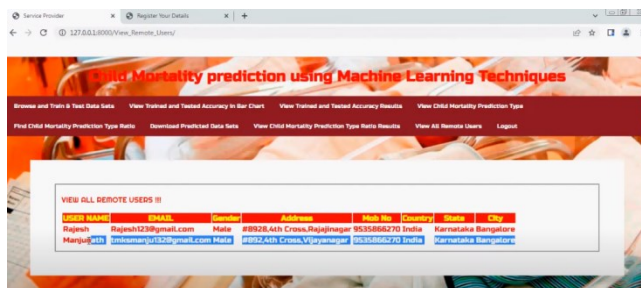 Service Provider Register Your Details
127.0.0.1:8000/View_Remote_Users/
Child Mortality prediction using Machine Learning Techniques
Browse and Train & Test Data Sets View Trained and Tested Accuracy in Bar Chart View Trained and Tested Accuracy Results View Child Mortality Prediction Type
Find Child Mortality Prediction Type Ratio Download Predicted Data Sets View Child Mortality Prediction Type Ratio Results View All Remote Users Logout
VIEW ALL REMOTE USERS !!!
USER NAME EMAIL Gender Address Mob No Country State City
Rajesh Rajesh123@gmail.com Male #8928,4th Cross,Rajajinagar 9535866270 India Karnataka Bangalore
Manjunath tmksmanju132@gmail.com Male #892,4th Cross,Vijayanagar 9535866270 India Karnataka Bangalore